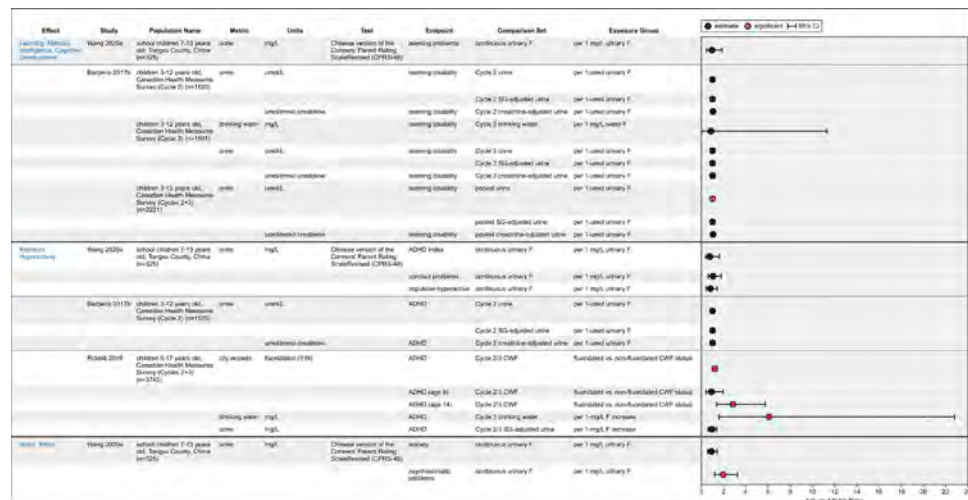 Effect Study Population Name Metric Units Test Endpoint Comparison Set Exposure Group
estimate significant 95% CI
Learning, Memory, Intelligence, Cognitive Development Wang 2020a school children 7-13 years old, Tongxu County, China (n=325) urine mg/L Chinese version of the Conners' Parent Rating Scale-Revised (CPRS-48) learning problems continuous urinary F per 1 mg/L urinary F
Barberio 2017b children 3-12 years old, Canadian Health Measures Survey (Cycle 2) urine umol/L learning disability Cycle 2 urine per 1-umol urinary F
Cycle 2 SG-adjusted urine per 1-umol urinary F
umol/mmol creatinine learning disability Cycle 2 creatinine-adjusted urine per 1-umol urinary F
children 3-12 years old, Canadian Health Measures Survey (Cycle 3) drinking water mg/L learning disability Cycle 3 drinking water per 1 mg/L water F
urine umol/L learning disability Cycle 3 urine per 1-umol urinary F
Cycle 3 SG-adjusted urine per 1-umol urinary F
umol/mmol creatinine learning disability Cycle 3 creatinine-adjusted urine per 1-umol urinary F
children 3-12 years old, Canadian Health Measures Survey (Cycles 2+3) (n=2221) urine umol/L learning disability pooled urine per 1-umol urinary F
pooled SG-adjusted urine per 1-umol urinary F
umol/mmol creatinine learning disability pooled creatinine-adjusted urine per 1-umol urinary F
Hyperactivity Wang 2020a school children 7-13 years old, Tongxu County, China (n=325) urine mg/L Chinese version of the Conners' Parent Rating (CPRS-48) ADHD Index continuous urinary F per 1 mg/L urinary F
conduct problems continuous urinary F per 1 mg/L urinary F
impulsive-hyperactive continuous urinary F per 1 mg/L urinary F
Barberio 2017b children 3-12 years old, Canadian Health Measures Survey (Cycle 2) urine umol/L ADHD Cycle 2 urine per 1-umol urinary F
Cycle 2 SG-adjusted urine per 1-umol urinary F
umol/mmol creatinine ADHD Cycle 2 creatinine-adjusted urine per 1-umol urinary F
Riddell 2019 children 6-17 years old, Canadian Health Measures Survey (Cycles 2+3) (n=3745) city records fluoridation (Y/N) ADHD Cycle 2/3 CWF fluoridated vs. non-fluoridated CWF status
ADHD (age 9) Cycle 2/3 CWF fluoridated vs. non-fluoridated CWF status
ADHD (age 14) Cycle 2/3 CWF fluoridated vs. non-fluoridated CWF status
drinking water mg/L ADHD Cycle 3 drinking water per 1-mg/L F increase
urine mg/L ADHD Cycle 2/3 SG-adjusted urine per 1-mg/L F increase
Wang 2020a school children 7-13 years old, Tongxu County, China (n=325) urine mg/L Chinese version of the Conners' Parent Rating (CPRS-48) anxiety continuous urinary F per 1 mg/L urinary F
psychosomatic problems continuous urinary F per 1 mg/L urinary F
0 2 4 6 8 10 12 14 16 18 20 22